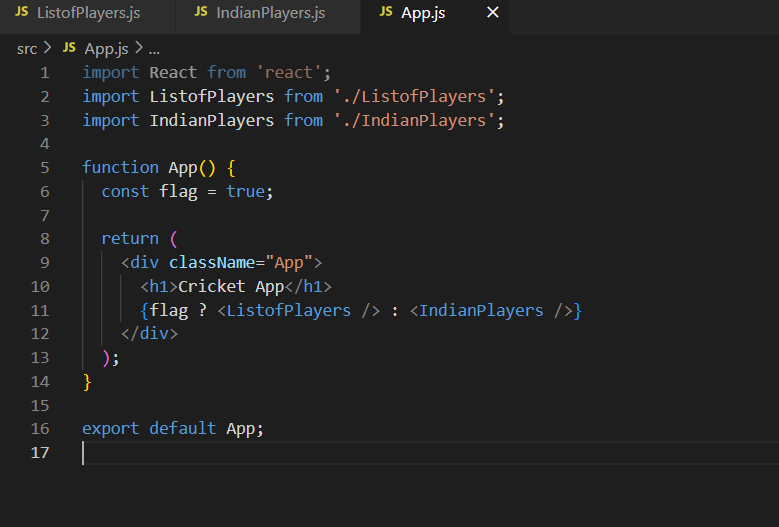 JS ListofPlayers.js JS IndianPlayers.js JS App.js ×
src > JS App.js > ...
1 import React from 'react';
2 import ListofPlayers from './ListofPlayers';
3 import IndianPlayers from './IndianPlayers';
4
5 function App() {
6   const flag = true;
7
8   return (
9     <div className="App">
10       <h1>Cricket App</h1>
11       {flag ? <ListofPlayers /> : <IndianPlayers />}
12     </div>
13   );
14 }
15
16 export default App;
17